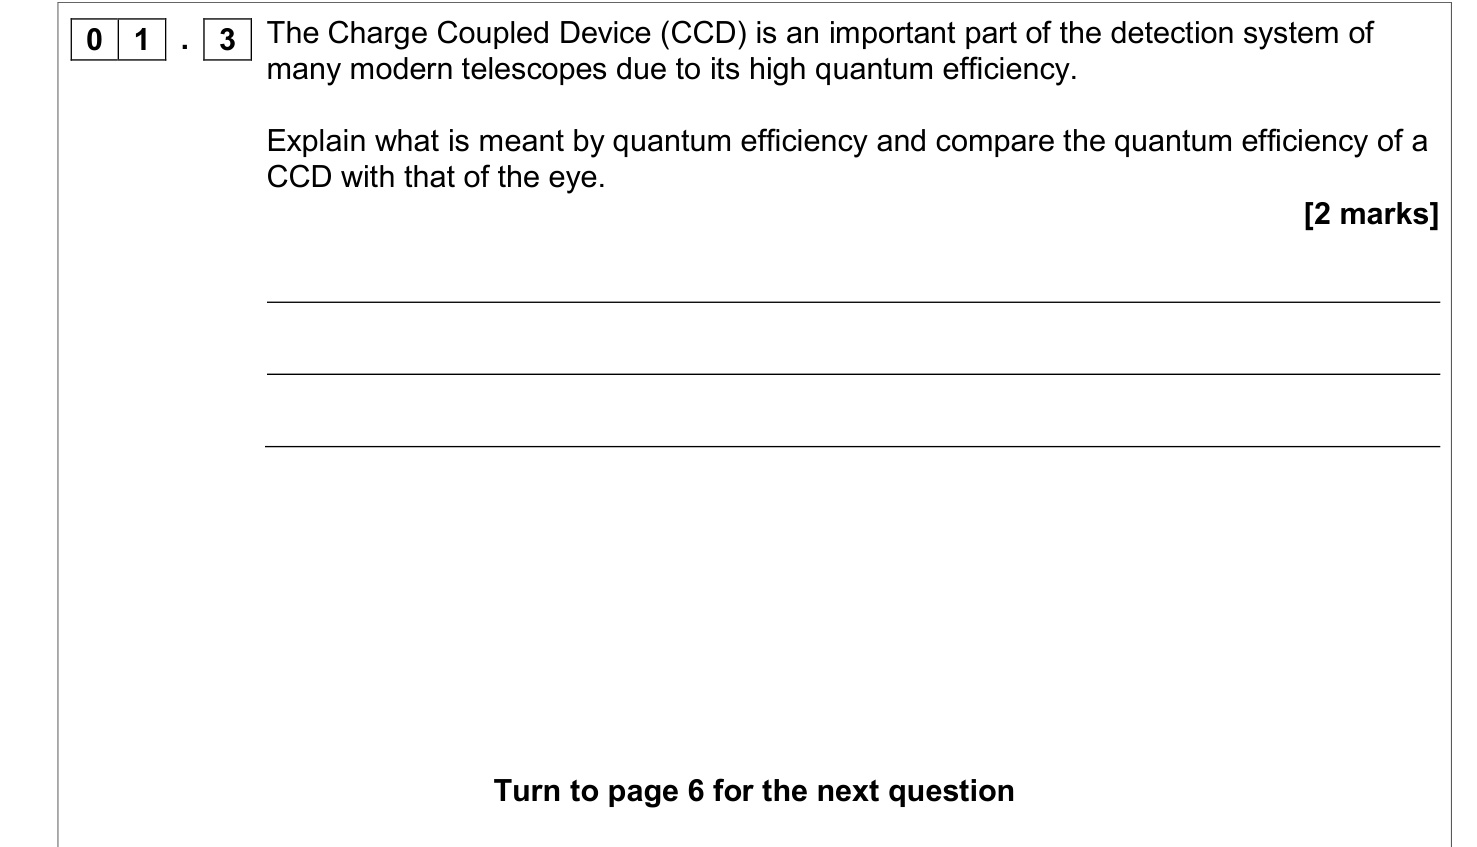 0 1 . 3 The Charge Coupled Device (CCD) is an important part of the detection system of
many modern telescopes due to its high quantum efficiency.
Explain what is meant by quantum efficiency and compare the quantum efficiency of a
CCD with that of the eye.
[2 marks]
Turn to page 6 for the next question